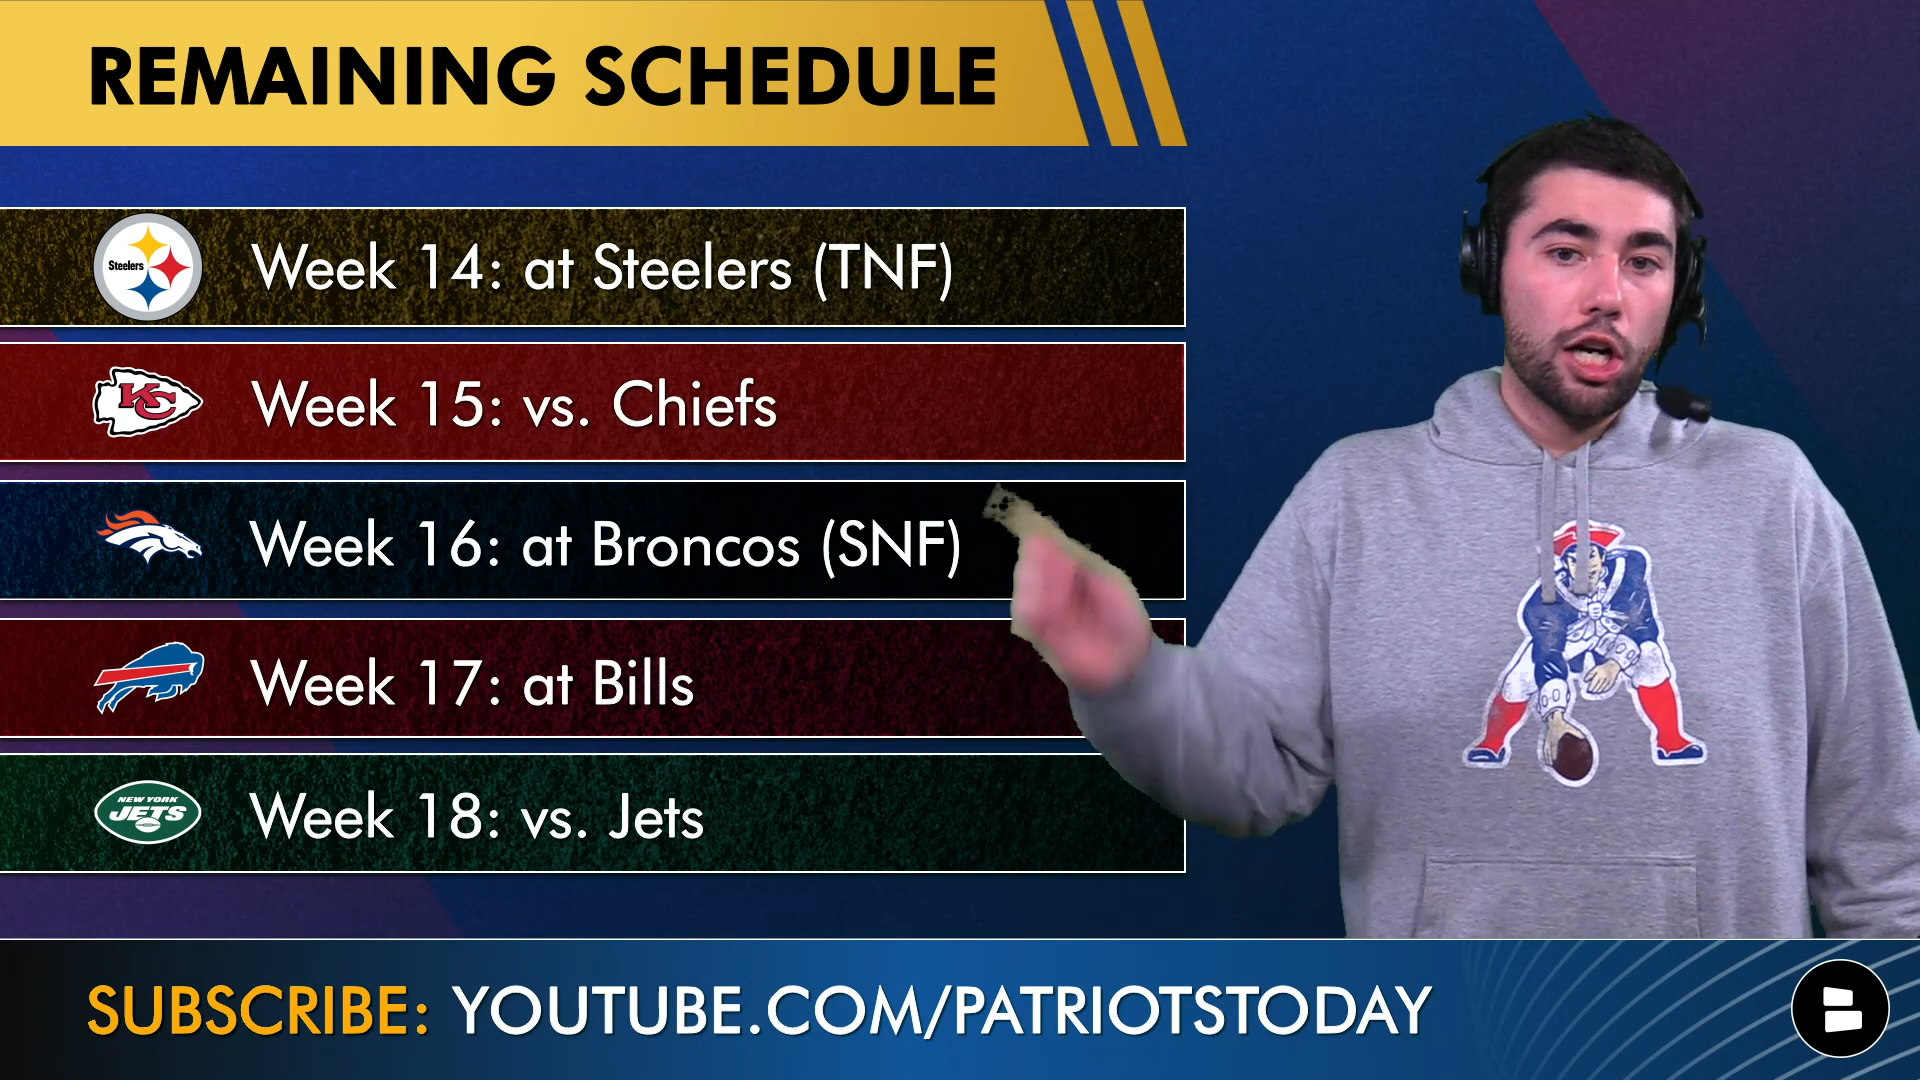 REMAINING SCHEDULE
Steelers
Week 14: at Steelers (TNF)
KC
Week 15: vs. Chiefs
Week 16: at Broncos (SNF)
Week 17: at Bills
NEW YORK
JETS
Week 18: vs. Jets
SUBSCRIBE: YOUTUBE.COM/PATRIOTSTODAY